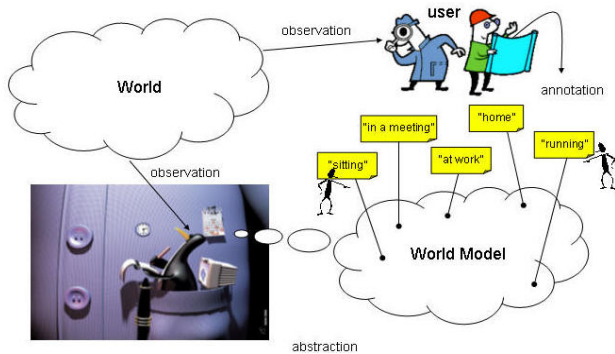 user
observation
World
annotation
"home"
"in a meeting"
"running"
"at work"
"sitting"
observation
World Model
abstraction